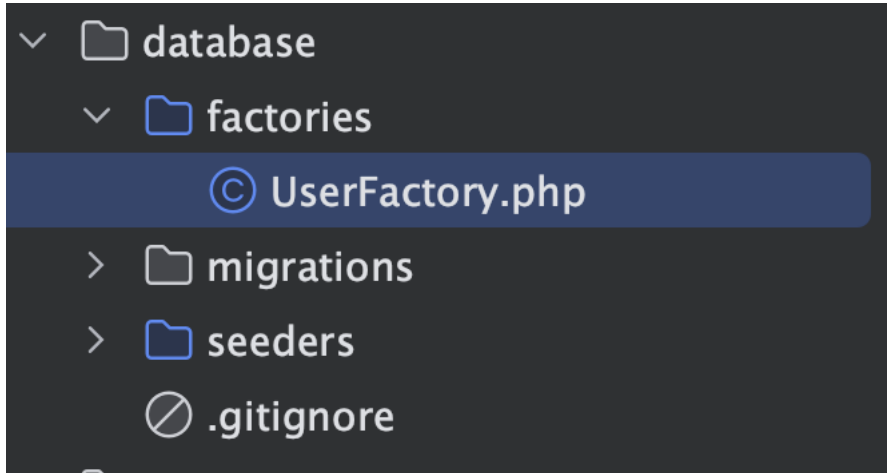 database
factories
UserFactory.php
migrations
seeders
.gitignore